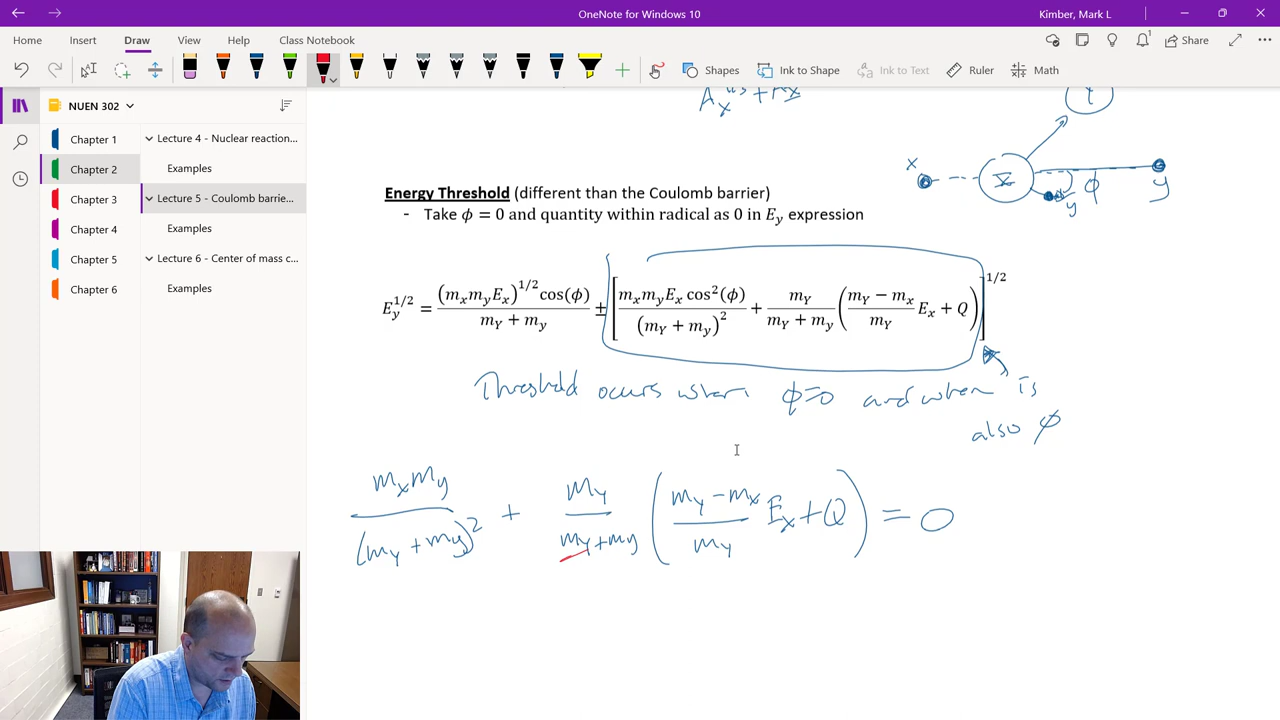 OneNote for Windows 10
Kimber, Mark L
Home Insert Draw View Help Class Notebook
Share
Shapes Ink to Shape Ink to Text Ruler Math
NUEN 302
Chapter 1
Chapter 2
Chapter 3
Chapter 4
Chapter 5
Chapter 6
Lecture 4 - Nuclear reaction...
Examples
Lecture 5 - Coulomb barrie...
Examples
Lecture 6 - Center of mass c...
Examples
x
X
Y
ϕ
y
y
Energy Threshold (different than the Coulomb barrier)
- Take ϕ = 0 and quantity within radical as 0 in E_y expression
E_y^{1/2} = (m_x m_y E_x)^{1/2} cos(ϕ) / (m_Y + m_y) ± [ m_x m_y E_x cos²(ϕ) / (m_Y + m_y)² + m_Y / (m_Y + m_y) ( (m_Y − m_x) / m_Y E_x + Q ) ]^{1/2}
Threshold occurs when ϕ=0 and when is
also ϕ
m_x m_y / (m_Y + m_y)² + m_Y / (m_Y + m_y) ( (m_Y − m_x) / m_Y E_x + Q ) = 0